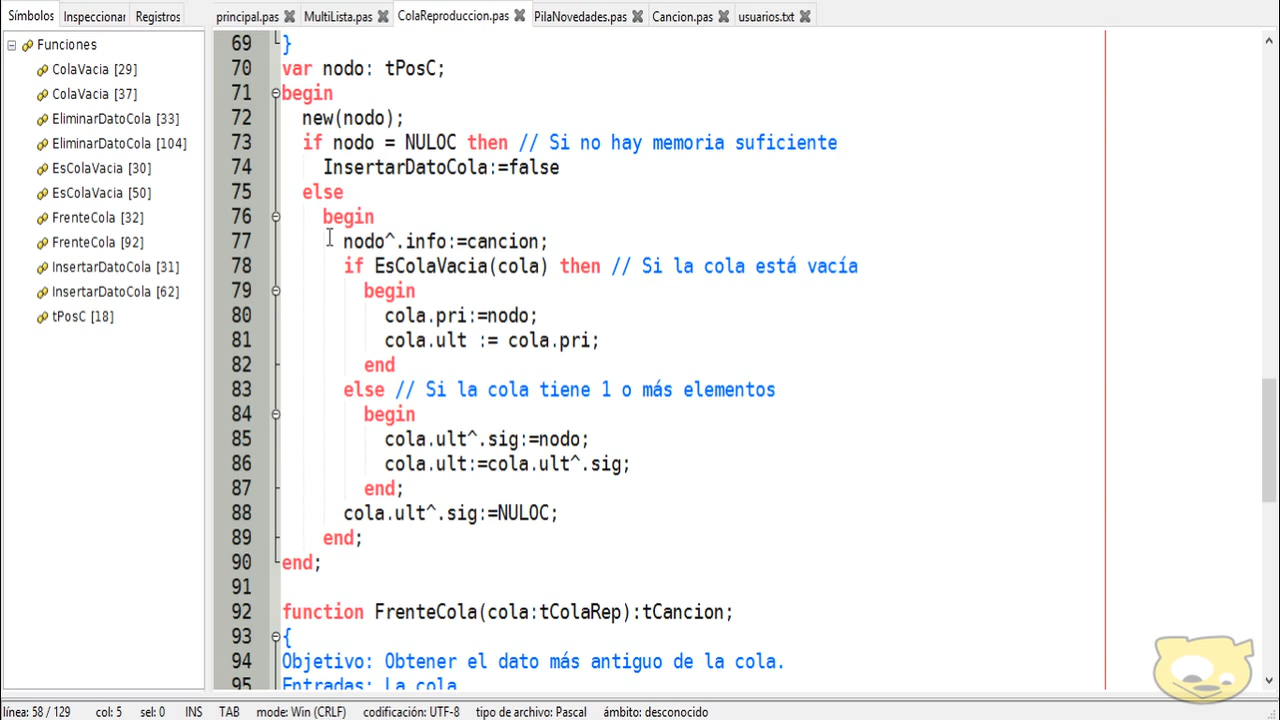 Símbolos Inspeccionar Registros principal.pas MultiLista.pas ColaReproduccion.pas PilaNovedades.pas Cancion.pas usuarios.txt
Funciones
ColaVacia [29]
ColaVacia [37]
EliminarDatoCola [33]
EliminarDatoCola [104]
EsColaVacia [30]
EsColaVacia [50]
FrenteCola [32]
FrenteCola [92]
InsertarDatoCola [31]
InsertarDatoCola [62]
tPosC [18]
69 }
70 var nodo: tPosC;
71 begin
72 new(nodo);
73 if nodo = NULOC then // Si no hay memoria suficiente
74 InsertarDatoCola:=false
75 else
76 begin
77 nodo^.info:=cancion;
78 if EsColaVacia(cola) then // Si la cola está vacía
79 begin
80 cola.pri:=nodo;
81 cola.ult := cola.pri;
82 end
83 else // Si la cola tiene 1 o más elementos
84 begin
85 cola.ult^.sig:=nodo;
86 cola.ult:=cola.ult^.sig;
87 end;
88 cola.ult^.sig:=NULOC;
89 end;
90 end;
91
92 function FrenteCola(cola:tColaRep):tCancion;
93 {
94 Objetivo: Obtener el dato más antiguo de la cola.
95 Entradas: La cola
línea: 58 / 129 col: 5 sel: 0 INS TAB mode: Win (CRLF) codificación: UTF-8 tipo de archivo: Pascal ámbito: desconocido